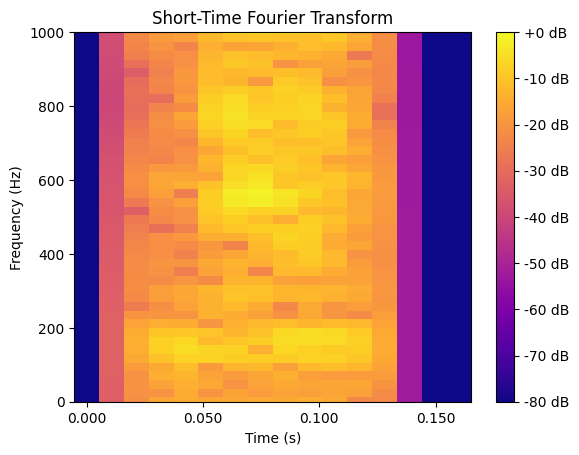 Short-Time Fourier Transform
1000
800
600
400
200
0
Frequency (Hz)
0.000
0.050
0.100
0.150
Time (s)
+0 dB
-10 dB
-20 dB
-30 dB
-40 dB
-50 dB
-60 dB
-70 dB
-80 dB